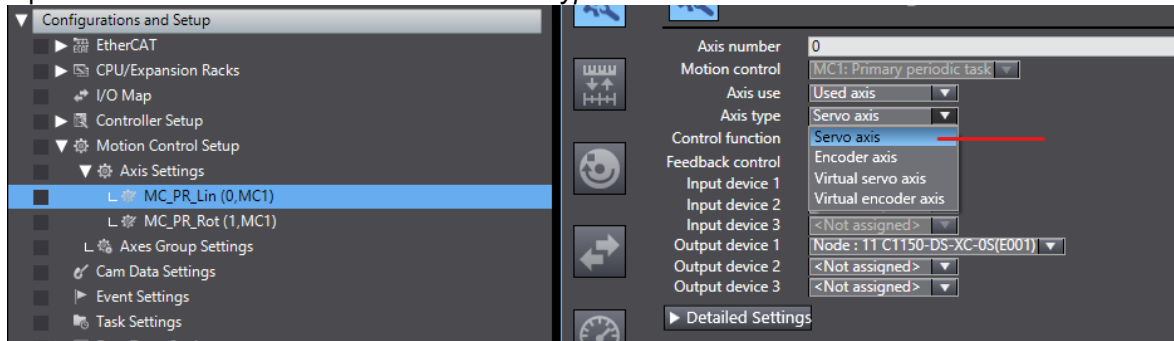 Configurations and Setup
EtherCAT
CPU/Expansion Racks
I/O Map
Controller Setup
Motion Control Setup
Axis Settings
MC_PR_Lin (0,MC1)
MC_PR_Rot (1,MC1)
Axes Group Settings
Cam Data Settings
Event Settings
Task Settings
Axis number 0
Motion control MC1: Primary periodic task
Axis use Used axis
Axis type Servo axis
Control function Servo axis
Feedback control Encoder axis
Input device 1 Virtual servo axis
Input device 2 Virtual encoder axis
Input device 3 <Not assigned>
Output device 1 Node : 11 C1150-DS-XC-0S(E001)
Output device 2 <Not assigned>
Output device 3 <Not assigned>
Detailed Settings